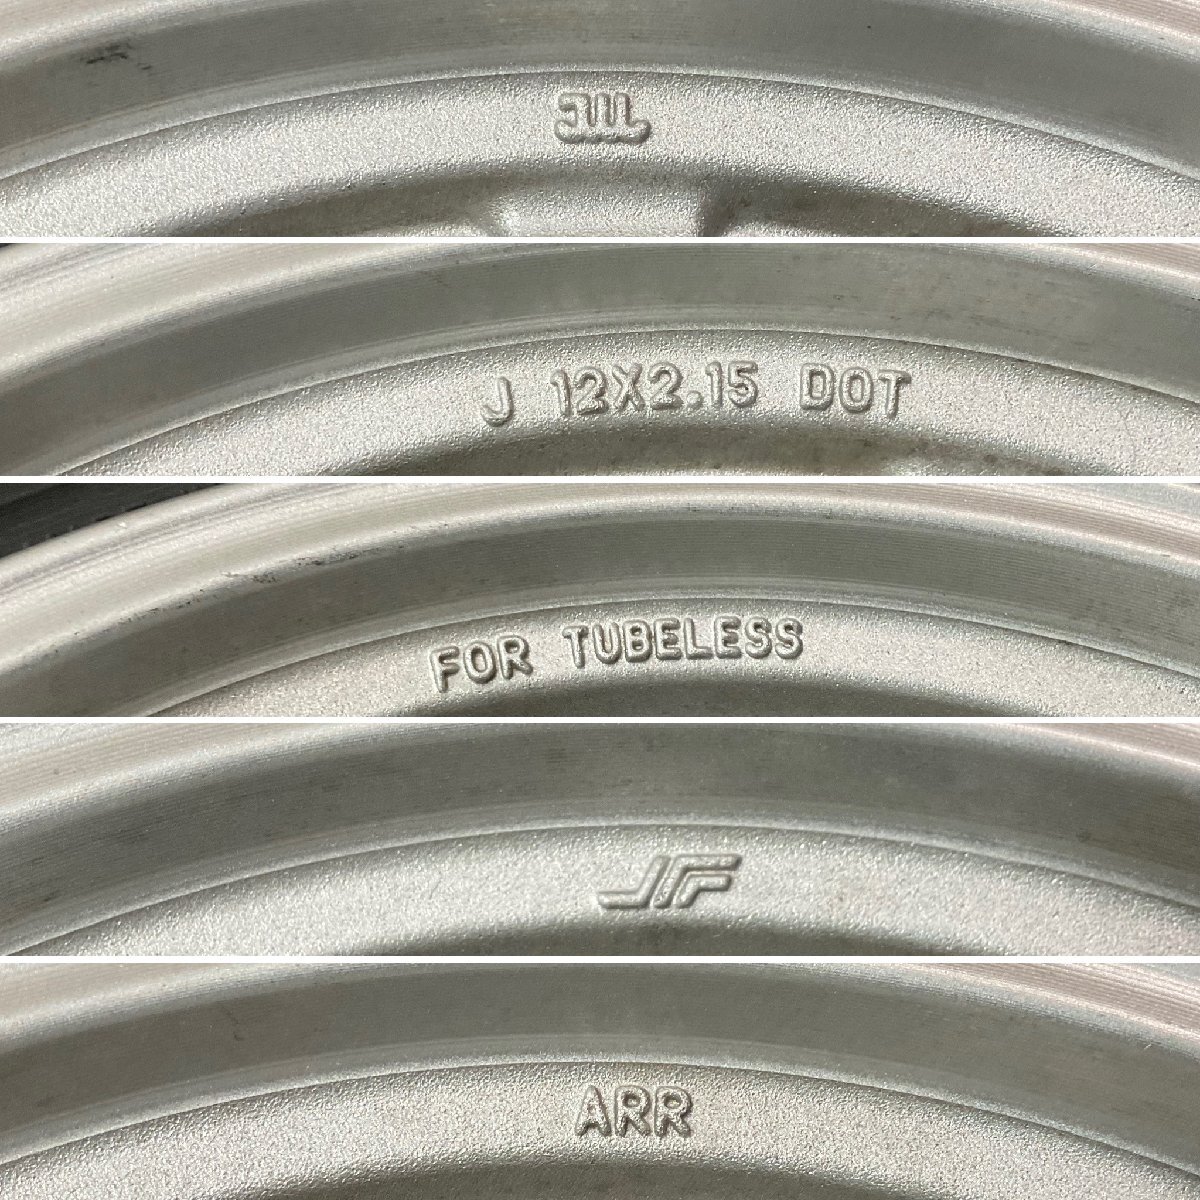 J 12X2.15 DOT
FOR TUBELESS
ARR